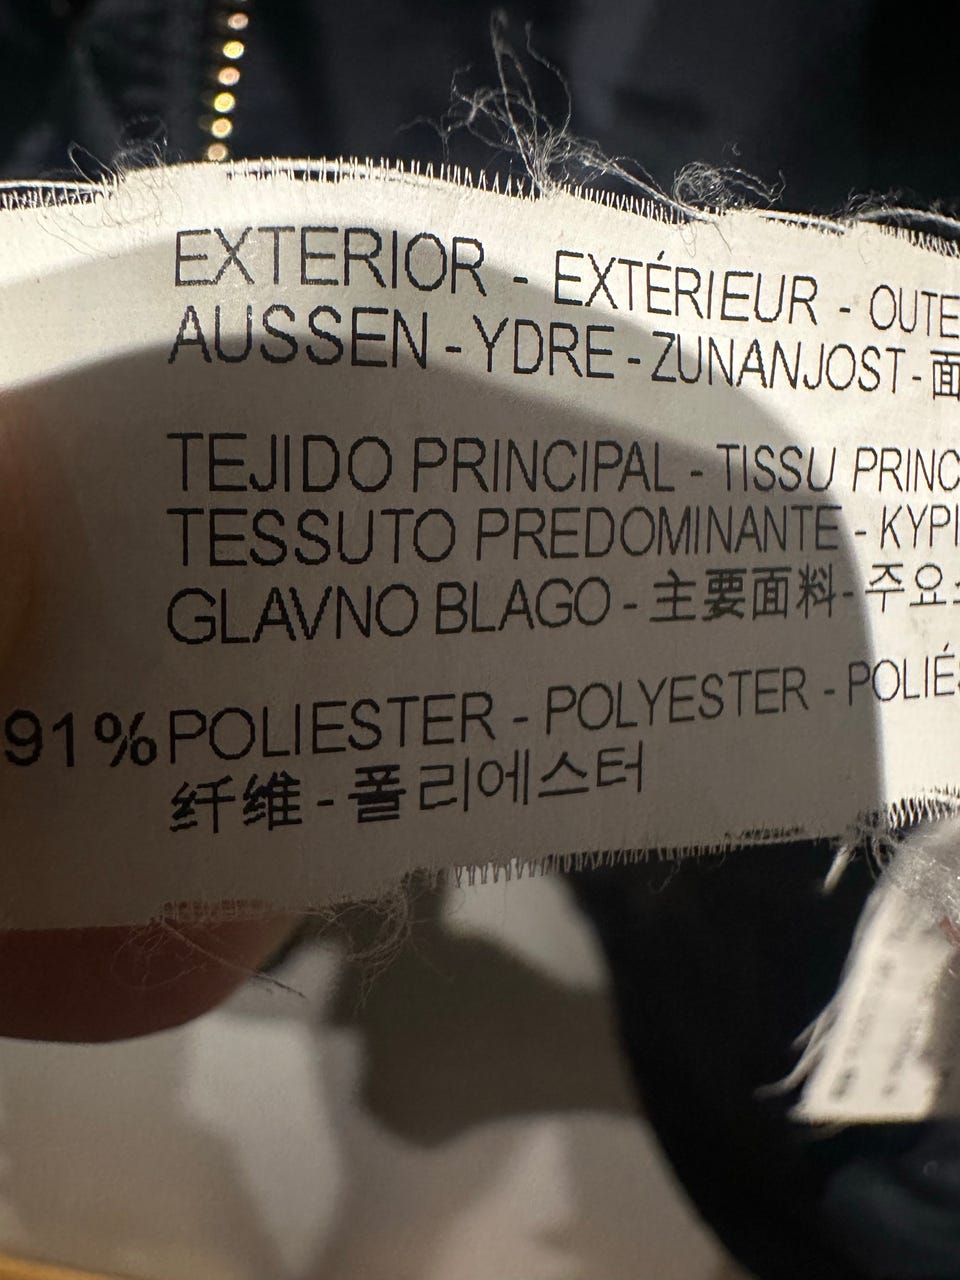 EXTERIOR - EXTÉRIEUR - OUTE
AUSSEN - YDRE - ZUNANJOST - 面
TEJIDO PRINCIPAL - TISSU PRINC
TESSUTO PREDOMINANTE - KYPI
GLAVNO BLAGO - 主要面料 - 주요
91% POLIESTER - POLYESTER - POLIÉS
纤维 - 폴리에스터